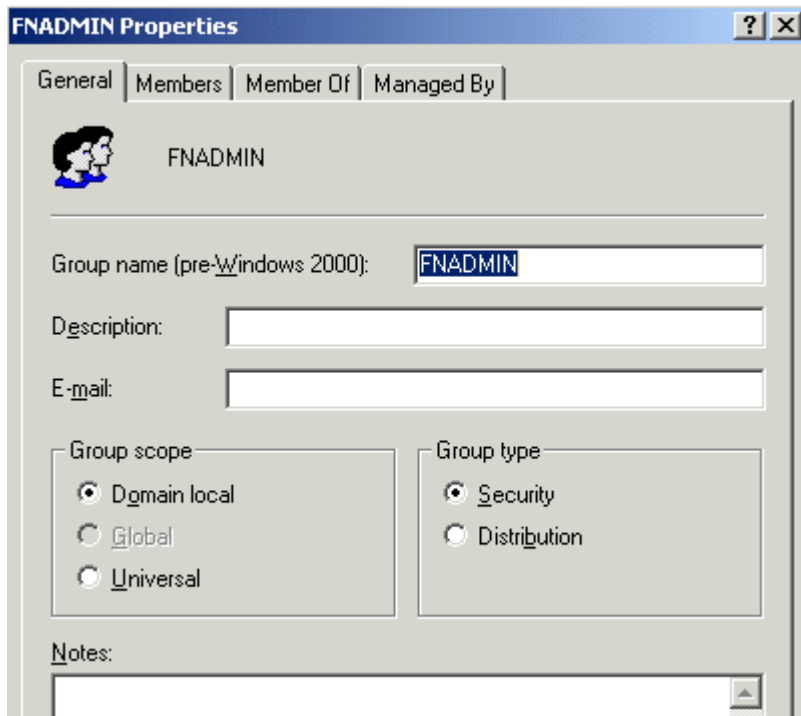 FNADMIN Properties
General Members Member Of Managed By
FNADMIN
Group name (pre-Windows 2000): FNADMIN
Description:
E-mail:
Group scope Group type
Domain local Security
Global Distribution
Universal
Notes: